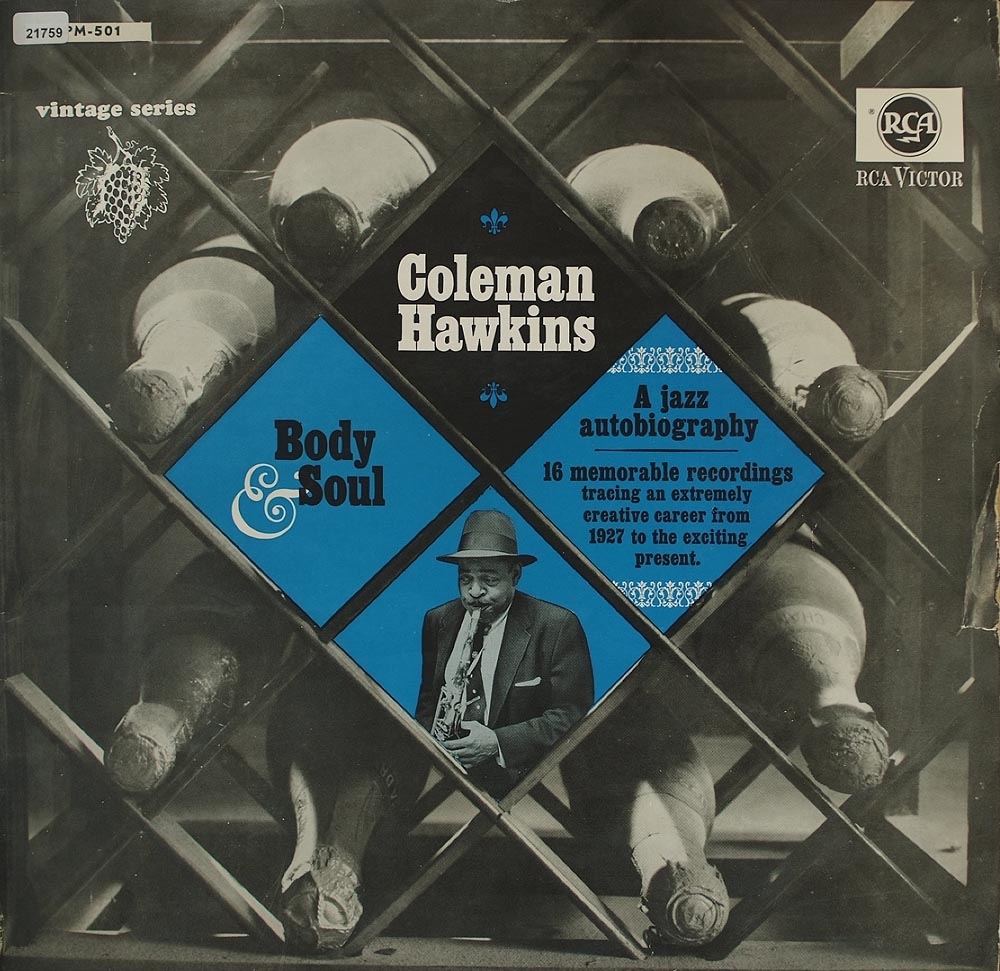 21759 PM-501
vintage series
RCA
RCA VICTOR
Coleman
Hawkins
Body
& Soul
A jazz
autobiography
16 memorable recordings
tracing an extremely
creative career from
1927 to the exciting
present.